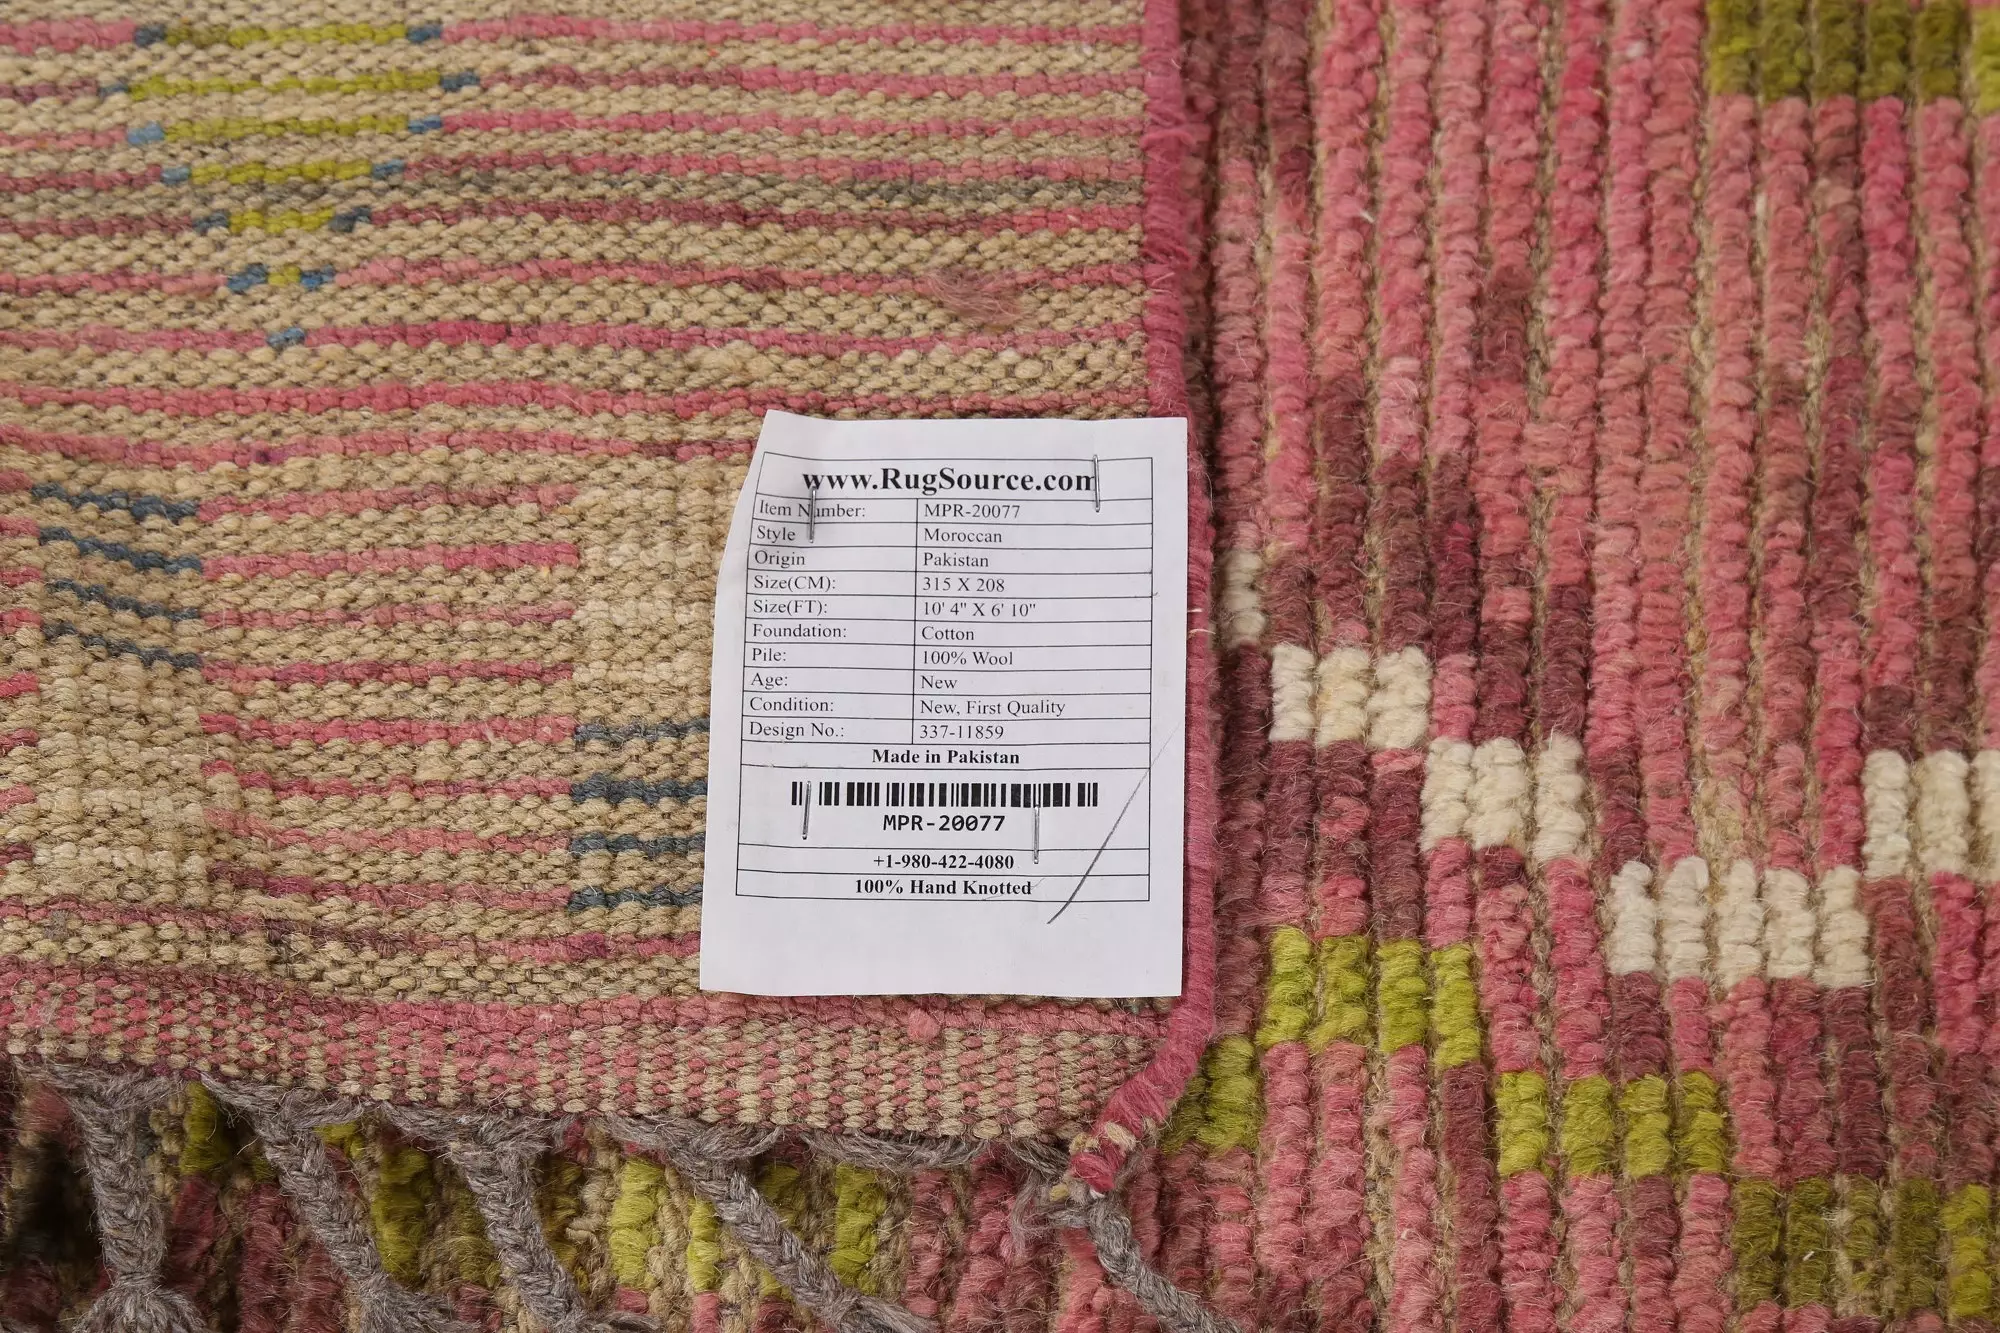 www.RugSource.com
Item Number: MPR-20077
Style Moroccan
Origin Pakistan
Size(CM): 315 X 208
Size(FT): 10' 4" X 6' 10"
Foundation: Cotton
Pile: 100% Wool
Age: New
Condition: New, First Quality
Design No.: 337-11859
Made in Pakistan
MPR-20077
+1-980-422-4080
100% Hand Knotted